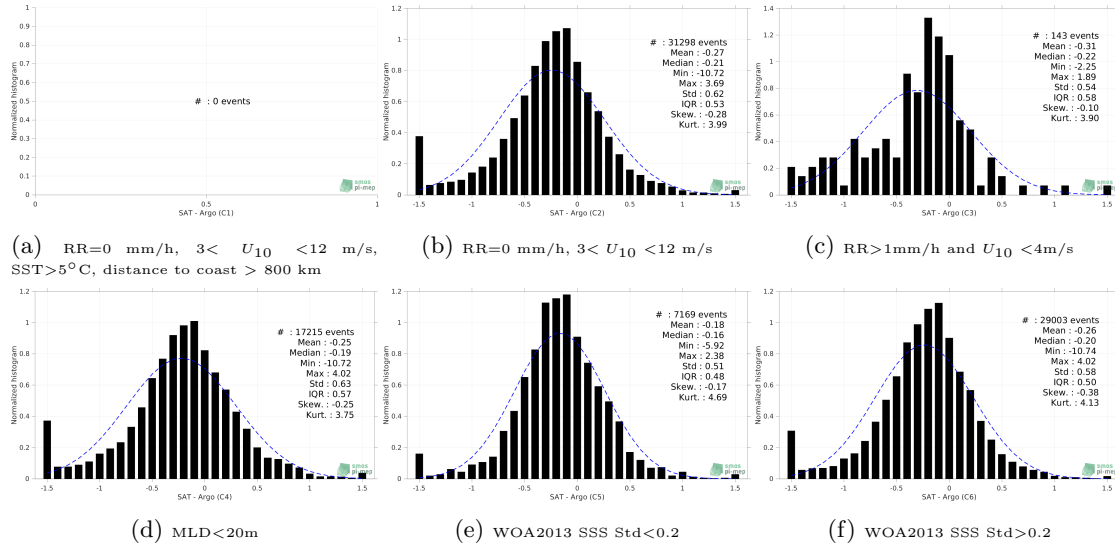 1
0.9
0.8
0.7
0.6
0.5
0.4
0.3
0.2
0.1
0
Normalized histogram
# : 0 events
0 0.5 1
SAT - Argo (C1)
smos
pi-mep
(a) RR=0 mm/h, 3< U10 <12 m/s,
SST>5°C, distance to coast > 800 km
1.2
1
0.8
0.6
0.4
0.2
0
Normalized histogram
# : 31298 events
Mean : -0.27
Median : -0.21
Min : -10.72
Max : 3.69
Std : 0.62
IQR : 0.53
Skew. : -0.28
Kurt. : 3.99
-1.5 -1 -0.5 0 0.5 1 1.5
SAT - Argo (C2)
smos
pi-mep
(b) RR=0 mm/h, 3< U10 <12 m/s
1.4
1.2
1
0.8
0.6
0.4
0.2
0
Normalized histogram
# : 143 events
Mean : -0.31
Median : -0.22
Min : -2.25
Max : 1.89
Std : 0.54
IQR : 0.58
Skew. : -0.10
Kurt. : 3.90
-1.5 -1 -0.5 0 0.5 1 1.5
SAT - Argo (C3)
smos
pi-mep
(c) RR>1mm/h and U10 <4m/s
1.2
1
0.8
0.6
0.4
0.2
0
Normalized histogram
# : 17215 events
Mean : -0.25
Median : -0.19
Min : -10.72
Max : 4.02
Std : 0.63
IQR : 0.57
Skew. : -0.25
Kurt. : 3.75
-1.5 -1 -0.5 0 0.5 1 1.5
SAT - Argo (C4)
smos
pi-mep
(d) MLD<20m
1.2
1
0.8
0.6
0.4
0.2
0
Normalized histogram
# : 7169 events
Mean : -0.18
Median : -0.16
Min : -5.92
Max : 2.38
Std : 0.51
IQR : 0.48
Skew. : -0.17
Kurt. : 4.69
-1.5 -1 -0.5 0 0.5 1 1.5
SAT - Argo (C5)
smos
pi-mep
(e) WOA2013 SSS Std<0.2
1.2
1
0.8
0.6
0.4
0.2
0
Normalized histogram
# : 29003 events
Mean : -0.26
Median : -0.20
Min : -10.74
Max : 4.02
Std : 0.58
IQR : 0.50
Skew. : -0.38
Kurt. : 4.13
-1.5 -1 -0.5 0 0.5 1 1.5
SAT - Argo (C6)
smos
pi-mep
(f) WOA2013 SSS Std>0.2